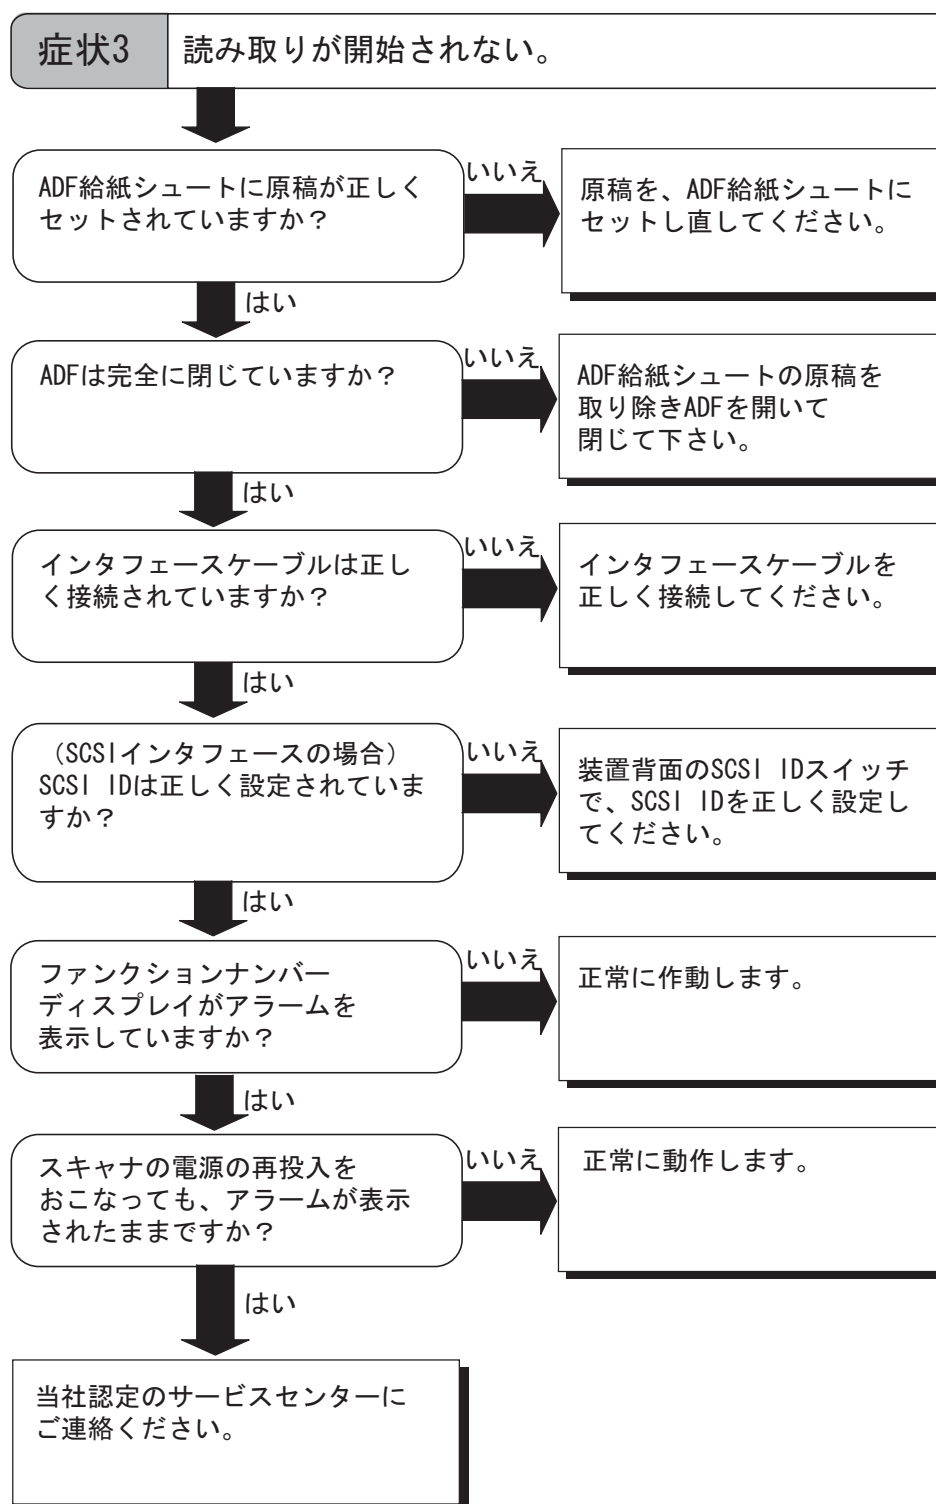 症状3 読み取りが開始されない。
ADF給紙シュートに原稿が正しく
セットされていますか？
いいえ
原稿を、ADF給紙シュートに
セットし直してください。
はい
ADFは完全に閉じていますか？
いいえ
ADF給紙シュートの原稿を
取り除きADFを開いて
閉じて下さい。
はい
インタフェースケーブルは正し
く接続されていますか？
いいえ
インタフェースケーブルを
正しく接続してください。
はい
（SCSIインタフェースの場合）
SCSI IDは正しく設定されていま
すか？
いいえ
装置背面のSCSI IDスイッチ
で、SCSI IDを正しく設定し
てください。
はい
ファンクションナンバー
ディスプレイがアラームを
表示していますか？
いいえ
正常に作動します。
はい
スキャナの電源の再投入を
おこなっても、アラームが表示
されたままですか？
いいえ
正常に動作します。
はい
当社認定のサービスセンターに
ご連絡ください。